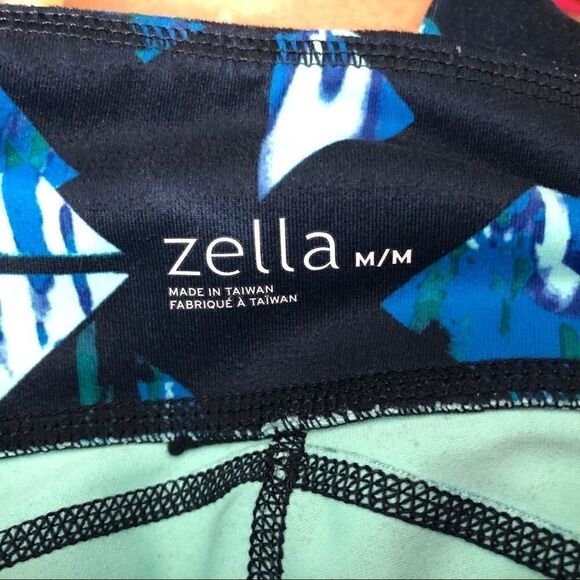 zella M/M
MADE IN TAIWAN
FABRIQUÉ À TAÏWAN